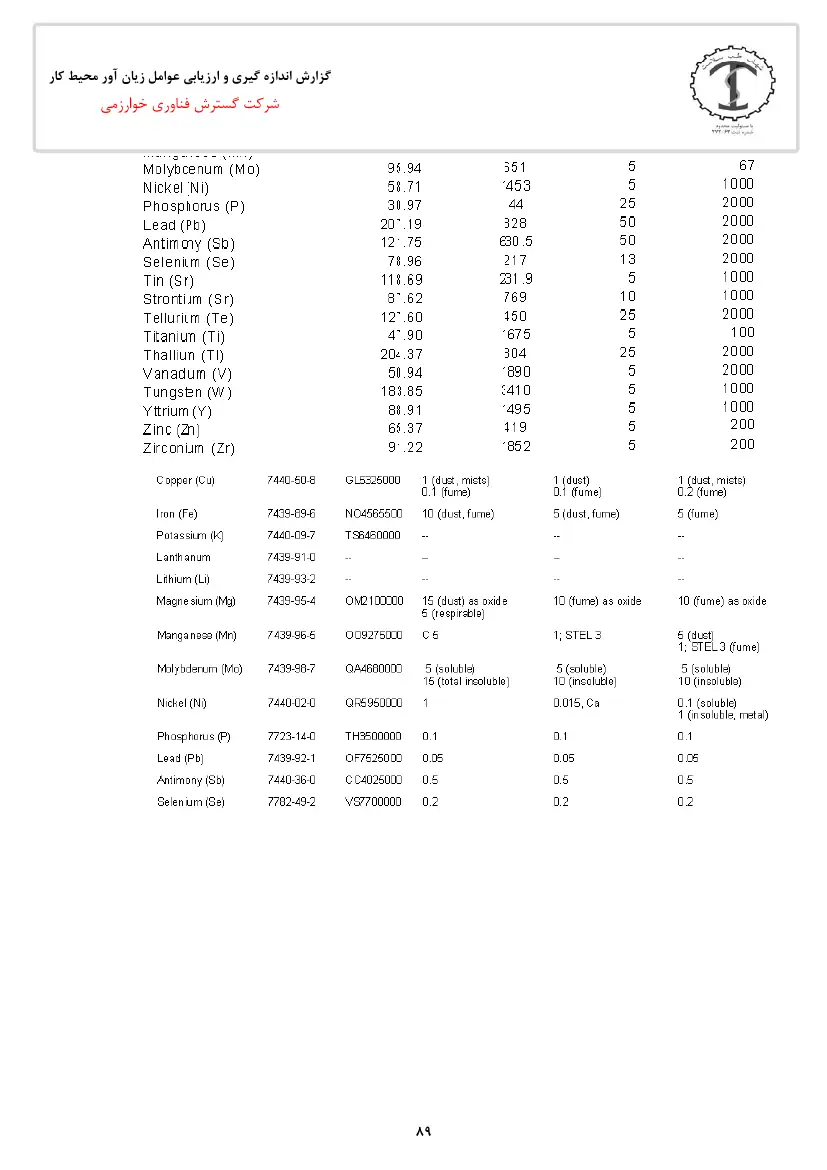 گزارش اندازه گیری و ارزیابی عوامل زیان آور محیط کار
شرکت گسترش فناوری خوارزمی
شهاب طب سلامت
با مسئولیت محدود
Molybdenum (Mo) 95.94 651 5 67
Nickel (Ni) 58.71 1453 5 1000
Phosphorus (P) 30.97 44 25 2000
Lead (Pb) 207.19 328 50 2000
Antimony (Sb) 121.75 630.5 50 2000
Selenium (Se) 78.96 217 13 2000
Tin (Sr) 118.69 231.9 5 1000
Strontium (Sr) 87.62 769 10 1000
Tellurium (Te) 127.60 450 25 2000
Titanium (Ti) 47.90 1675 5 100
Thallium (Tl) 204.37 304 25 2000
Vanadum (V) 50.94 1890 5 2000
Tungsten (W) 183.85 3410 5 1000
Yttrium (Y) 88.91 1495 5 1000
Zinc (Zn) 65.37 419 5 200
Zirconium (Zr) 91.22 1852 5 200
Copper (Cu) 7440-50-8 GL5325000 1 (dust, mists) 1 (dust) 1 (dust, mists)
0.1 (fume) 0.1 (fume) 0.2 (fume)
Iron (Fe) 7439-89-6 NO4565500 10 (dust, fume) 5 (dust, fume) 5 (fume)
Potassium (K) 7440-09-7 TS6460000 -- -- --
Lanthanum 7439-91-0 -- -- -- --
Lithium (Li) 7439-93-2 -- -- -- --
Magnesium (Mg) 7439-95-4 OM2100000 15 (dust) as oxide 10 (fume) as oxide 10 (fume) as oxide
5 (respirable)
Manganese (Mn) 7439-96-5 OO9275000 C 5 1; STEL 3 5 (dust)
1; STEL 3 (fume)
Molybdenum (Mo) 7439-98-7 QA4680000 5 (soluble) 5 (soluble) 5 (soluble)
15 (total insoluble) 10 (insoluble) 10 (insoluble)
Nickel (Ni) 7440-02-0 QR5950000 1 0.015, Ca 0.1 (soluble)
1 (insoluble, metal)
Phosphorus (P) 7723-14-0 TH3500000 0.1 0.1 0.1
Lead (Pb) 7439-92-1 OF7525000 0.05 0.05 0.05
Antimony (Sb) 7440-36-0 CC4025000 0.5 0.5 0.5
Selenium (Se) 7782-49-2 VS7700000 0.2 0.2 0.2
۸۹